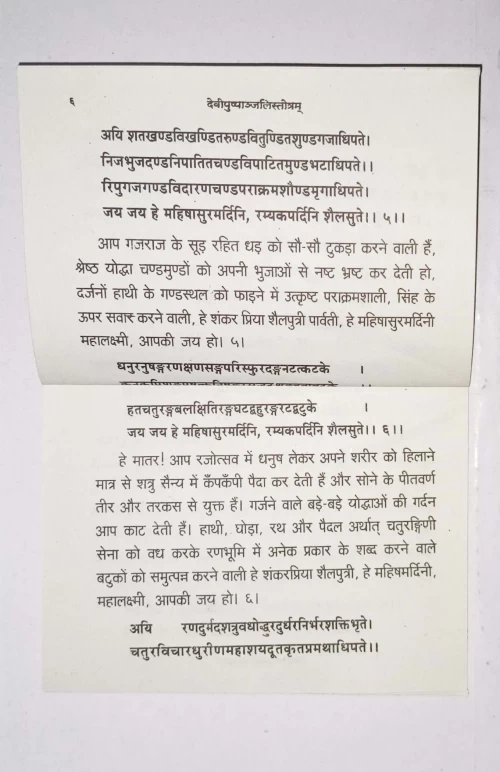 ६ देवीपुष्पाञ्जलिस्तोत्रम्
अयि शतखण्डविखण्डितरुण्डवितुण्डितशुण्डगजाधिपते।
निजभुजदण्डनिपातितचण्डविपाटितमुण्डभटाधिपते।।
रिपुगजगण्डविदारणचण्डपराक्रमशौण्डमृगाधिपते।
जय जय हे महिषासुरमर्दिनि, रम्यकपर्दिनि शैलसुते।। ५।।
आप गजराज के सूड़ रहित धड़ को सौ-सौ टुकड़ा करने वाली हैं,
श्रेष्ठ योद्धा चण्डमुण्डों को अपनी भुजाओं से नष्ट भ्रष्ट कर देती हो,
दर्जनों हाथी के गण्डस्थल को फाड़ने में उत्कृष्ट पराक्रमशाली, सिंह के
ऊपर सवार करने वाली, हे शंकर प्रिया शैलपुत्री पार्वती, हे महिषासुरमर्दिनी
महालक्ष्मी, आपकी जय हो। ५।
धनुरनुषङ्गरणक्षणसङ्गपरिस्फुरदङ्गनटत्कटके ।
हतचतुरङ्गबलक्षितिरङ्गघटद्वहुरङ्गरटद्वटुके ।
जय जय हे महिषासुरमर्दिनि, रम्यकपर्दिनि शैलसुते।। ६।।
हे मातर! आप रजोत्सव में धनुष लेकर अपने शरीर को हिलाने
मात्र से शत्रु सैन्य में कँपकँपी पैदा कर देती हैं और सोने के पीतवर्ण
तीर और तरकस से युक्त हैं। गर्जने वाले बड़े-बड़े योद्धाओं की गर्दन
आप काट देती हैं। हाथी, घोड़ा, रथ और पैदल अर्थात् चतुरङ्गिणी
सेना को वध करके रणभूमि में अनेक प्रकार के शब्द करने वाले
बटुकों को समुत्पन्न करने वाली हे शंकरप्रिया शैलपुत्री, हे महिषमर्दिनी,
महालक्ष्मी, आपकी जय हो। ६।
अयि रणदुर्मदशत्रुवधोद्धुरदुर्धरनिर्भरशक्तिभृते।
चतुरविचारधुरीणमहाशयदूतकृतप्रमथाधिपते।।